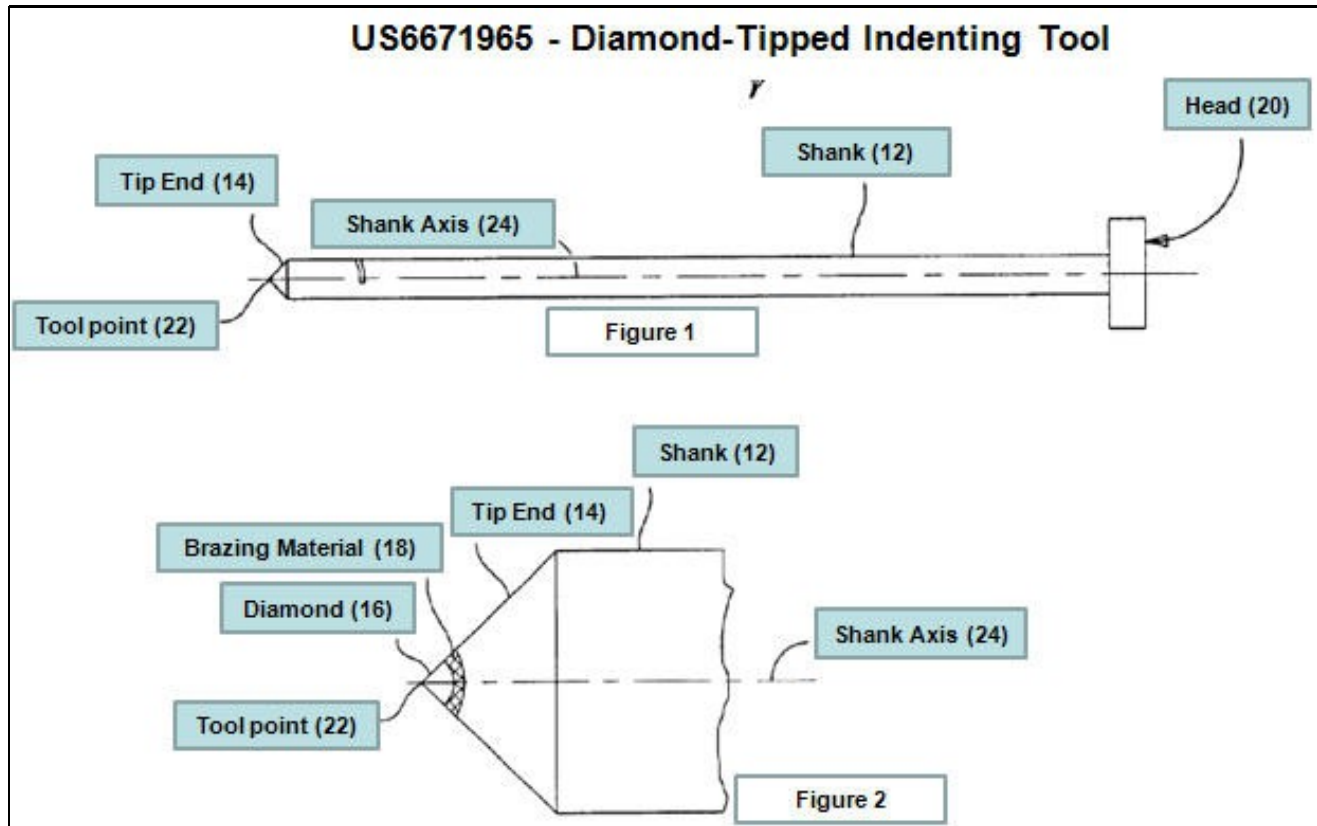 US6671965 - Diamond-Tipped Indenting Tool
r
Head (20)
Shank (12)
Tip End (14)
Shank Axis (24)
Tool point (22)
Figure 1
Shank (12)
Tip End (14)
Brazing Material (18)
Diamond (16)
Shank Axis (24)
Tool point (22)
Figure 2